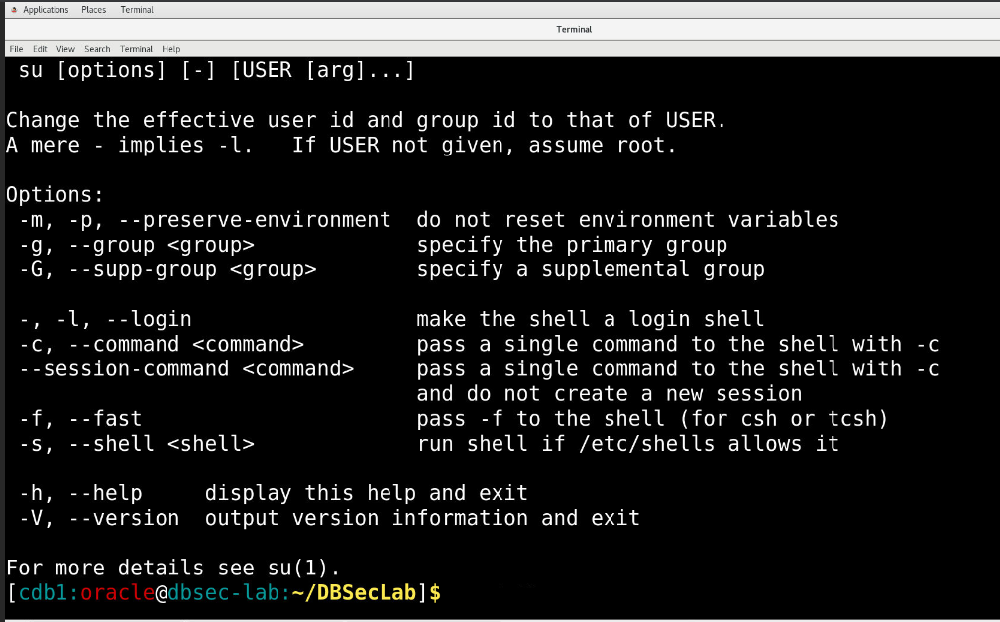 Applications Places Terminal
Terminal
File Edit View Search Terminal Help
su [options] [-] [USER [arg]...]
Change the effective user id and group id to that of USER.
A mere - implies -l.   If USER not given, assume root.
Options:
-m, -p, --preserve-environment  do not reset environment variables
-g, --group <group>             specify the primary group
-G, --supp-group <group>        specify a supplemental group
-, -l, --login                  make the shell a login shell
-c, --command <command>         pass a single command to the shell with -c
--session-command <command>     pass a single command to the shell with -c
and do not create a new session
-f, --fast                      pass -f to the shell (for csh or tcsh)
-s, --shell <shell>             run shell if /etc/shells allows it
-h, --help     display this help and exit
-V, --version  output version information and exit
For more details see su(1).
[cdb1:oracle@dbsec-lab:~/DBSecLab]$